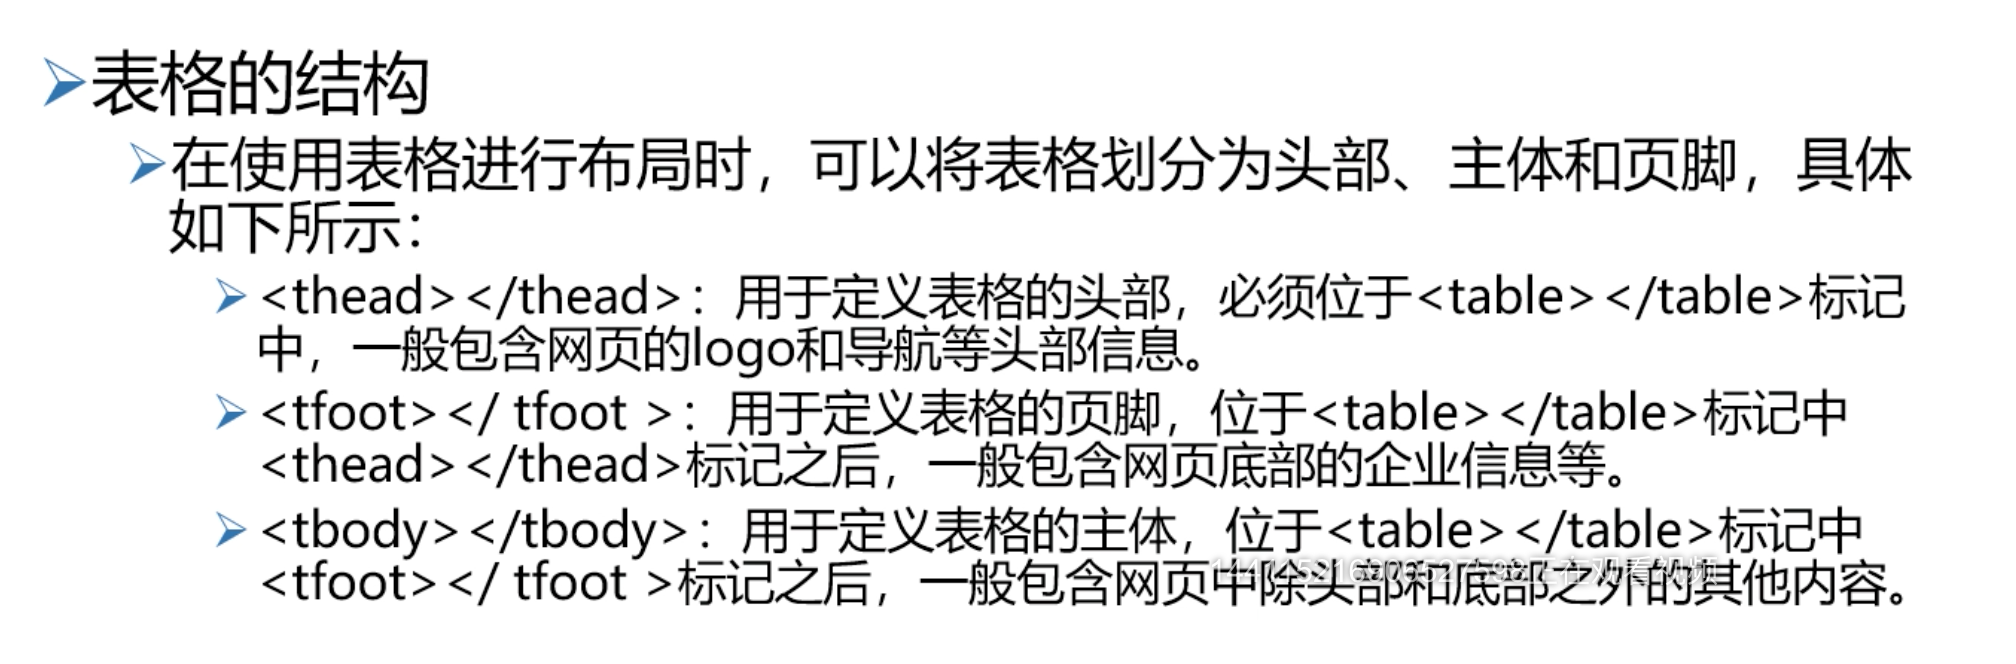 表格的结构
在使用表格进行布局时，可以将表格划分为头部、主体和页脚，具体
如下所示：
<thead></thead>：用于定义表格的头部，必须位于<table></table>标记
中，一般包含网页的logo和导航等头部信息。
<tfoot></ tfoot >：用于定义表格的页脚，位于<table></table>标记中
<thead></thead>标记之后，一般包含网页底部的企业信息等。
<tbody></tbody>：用于定义表格的主体，位于<table></table>标记中
正在观看视频
<tfoot></ tfoot >标记之后，一般包含网页中除头部和底部之外的其他内容。